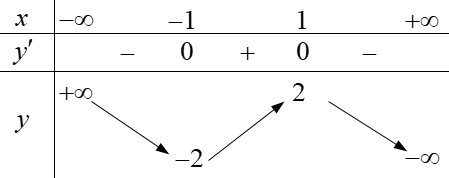 x −∞ −1 1 +∞
y′ − 0 + 0 −
+∞ 2
y
−2 −∞